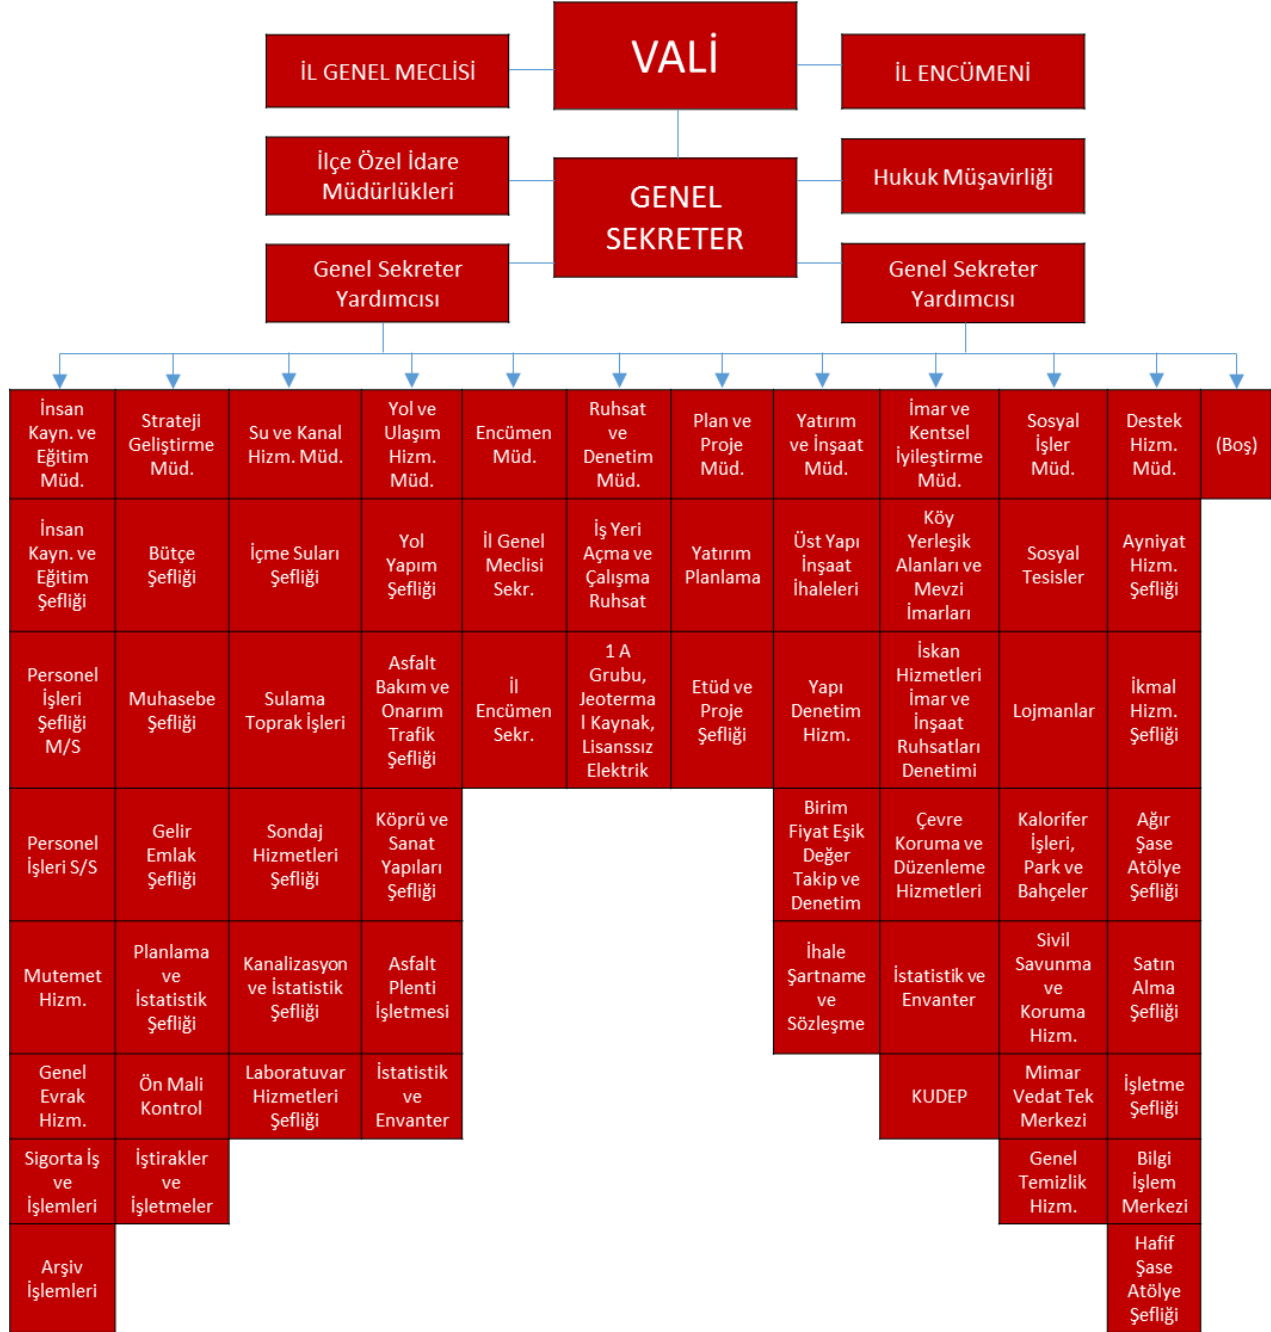 VALİ
İL GENEL MECLİSİ
İL ENCÜMENİ
İlçe Özel İdare
Müdürlükleri
GENEL
SEKRETER
Hukuk Müşavirliği
Genel Sekreter
Yardımcısı
Genel Sekreter
Yardımcısı
İnsan
Kayn. ve
Eğitim
Müd.
Strateji
Geliştirme
Müd.
Su ve Kanal
Hizm. Müd.
Yol ve
Ulaşım
Hizm.
Müd.
Encümen
Müd.
Ruhsat
ve
Denetim
Müd.
Plan ve
Proje
Müd.
Yatırım
ve İnşaat
Müd.
İmar ve
Kentsel
İyileştirme
Müd.
Sosyal
İşler
Müd.
Destek
Hizm.
Müd.
(Boş)
İnsan
Kayn. ve
Eğitim
Şefliği
Bütçe
Şefliği
İçme Suları
Şefliği
Yol
Yapım
Şefliği
İl Genel
Meclisi
Sekr.
İş Yeri
Açma ve
Çalışma
Ruhsat
Yatırım
Planlama
Üst Yapı
İnşaat
İhaleleri
Köy
Yerleşik
Alanları ve
Mevzi
İmarları
Sosyal
Tesisler
Ayniyat
Hizm.
Şefliği
Personel
İşleri
Şefliği
M/S
Muhasebe
Şefliği
Sulama
Toprak İşleri
Asfalt
Bakım ve
Onarım
Trafik
Şefliği
İl
Encümen
Sekr.
1 A
Grubu,
Jeoterma
l Kaynak,
Lisanssız
Elektrik
Etüd ve
Proje
Şefliği
Yapı
Denetim
Hizm.
İskan
Hizmetleri
İmar ve
İnşaat
Ruhsatları
Denetimi
Lojmanlar
İkmal
Hizm.
Şefliği
Personel
İşleri S/S
Gelir
Emlak
Şefliği
Sondaj
Hizmetleri
Şefliği
Köprü ve
Sanat
Yapıları
Şefliği
Birim
Fiyat Eşik
Değer
Takip ve
Denetim
Çevre
Koruma ve
Düzenleme
Hizmetleri
Kalorifer
İşleri,
Park ve
Bahçeler
Ağır
Şase
Atölye
Şefliği
Mutemet
Hizm.
Planlama
ve
İstatistik
Şefliği
Kanalizasyon
ve İstatistik
Şefliği
Asfalt
Plenti
İşletmesi
İhale
Şartname
ve
Sözleşme
İstatistik ve
Envanter
Sivil
Savunma
ve
Koruma
Hizm.
Satın
Alma
Şefliği
Genel
Evrak
Hizm.
Ön Mali
Kontrol
Laboratuvar
Hizmetleri
Şefliği
İstatistik
ve
Envanter
KUDEP
Mimar
Vedat Tek
Merkezi
İşletme
Şefliği
Sigorta İş
ve
İşlemleri
İştirakler
ve
İşletmeler
Genel
Temizlik
Hizm.
Bilgi
İşlem
Merkezi
Arşiv
İşlemleri
Hafif
Şase
Atölye
Şefliği